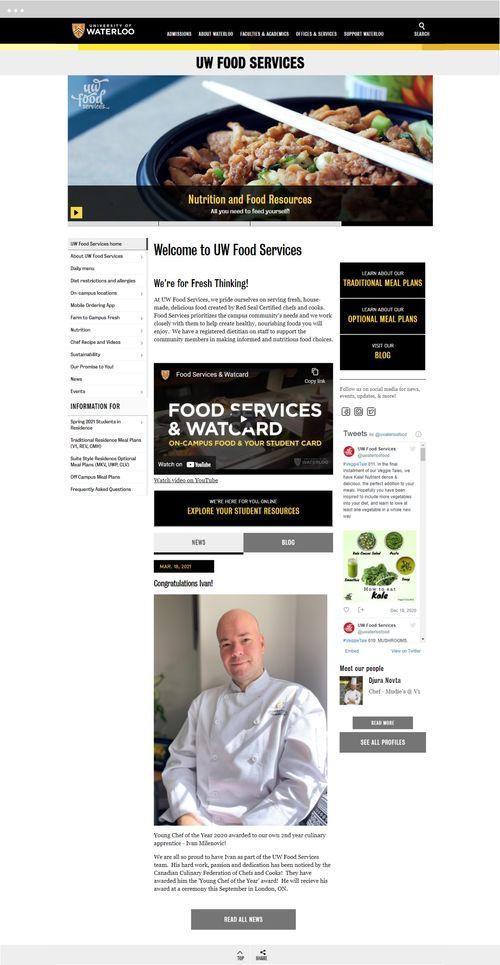 UNIVERSITY OF
WATERLOO
ADMISSIONS ABOUT WATERLOO FACULTIES & ACADEMICS OFFICES & SERVICES SUPPORT WATERLOO
SEARCH
UW FOOD SERVICES
uw
food
services
Nutrition and Food Resources
All you need to feed yourself!
UW Food Services home
About UW Food Services
Daily menu
Diet restrictions and allergies
On-campus locations
Mobile Ordering App
Farm to Campus Fresh
Nutrition
Chef Recipe and Videos
Sustainability
Our Promise to You!
News
Events
INFORMATION FOR
Spring 2021 Students in
Residence
Traditional Residence Meal Plans
(V1, REV, CMH)
Suite Style Residence Optional
Meal Plans (MKV, UWP, CLV)
Off Campus Meal Plans
Frequently Asked Questions
Welcome to UW Food Services
We're for Fresh Thinking!
At UW Food Services, we pride ourselves on serving fresh, house-
made, delicious food created by Red Seal Certified chefs and cooks.
Food Services prioritizes the campus community's needs and we work
closely with them to help create healthy, nourishing foods you will
enjoy. We have a registered dietitian on staff to support the
community members in making informed and nutritious food choices.
Food Services & Watcard
Copy link
FOOD SERVICES
& WATCARD
ON-CAMPUS FOOD & YOUR STUDENT CARD
Watch on YouTube
WATERLOO
Watch video on YouTube
WE'RE HERE FOR YOU, ONLINE
EXPLORE YOUR STUDENT RESOURCES
NEWS
BLOG
MAR. 18, 2021
Congratulations Ivan!
Young Chef of the Year 2020 awarded to our own 2nd year culinary
apprentice - Ivan Milenovic!
We are all so proud to have Ivan as part of the UW Food Services
team. His hard work, passion and dedication has been noticed by the
Canadian Culinary Federation of Chefs and Cooks! They have
awarded him the 'Young Chef of the Year' award! He will recieve his
award at a ceremony this September in London, ON.
READ ALL NEWS
LEARN ABOUT OUR
TRADITIONAL MEAL PLANS
LEARN ABOUT OUR
OPTIONAL MEAL PLANS
VISIT OUR
BLOG
Follow us on social media for news,
events, updates, & more!
Tweets by @uwaterloofood
UW Food Services
@uwaterloofood
#VeggieTale 011. In the final
installment of our Veggie Tales, we
have Kale! Nutrient dense &
delicious, the perfect addition to your
meals. Hopefully you have been
inspired to include more vegetables
into your diet, and learn to love at
least one vegetable in a whole new
way.
Kale Caesar Salad
Pesto
Smoothie
Soup
How to eat
Kale
Dec 18, 2020
UW Food Services
@uwaterloofood
#VeggieTale 010. MUSHROOMS.
Embed
View on Twitter
Meet our people
Djura Novta
Chef - Mudie's @ V1
READ MORE
SEE ALL PROFILES
TOP
SHARE